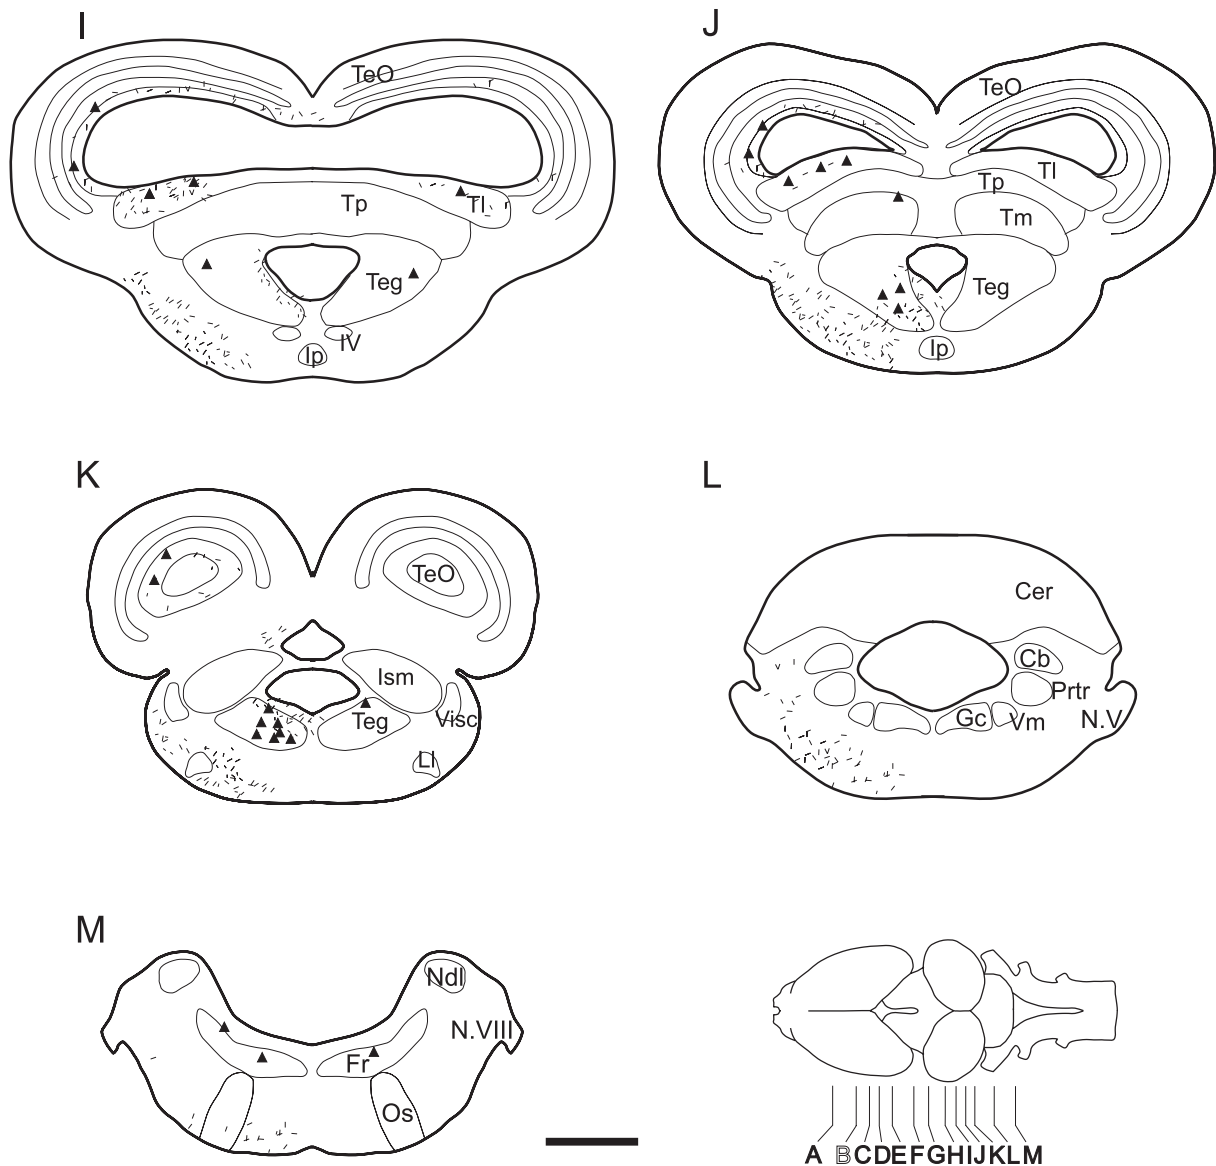 I
TeO
Tp
Tl
Teg
IV
Ip
J
TeO
Tl
Tp
Tm
Teg
Ip
K
TeO
Ism
Teg
Visc
Ll
L
Cer
Cb
Prtr
Gc
Vm
N.V
M
Ndl
N.VIII
Fr
Os
A B C D E F G H I J K L M